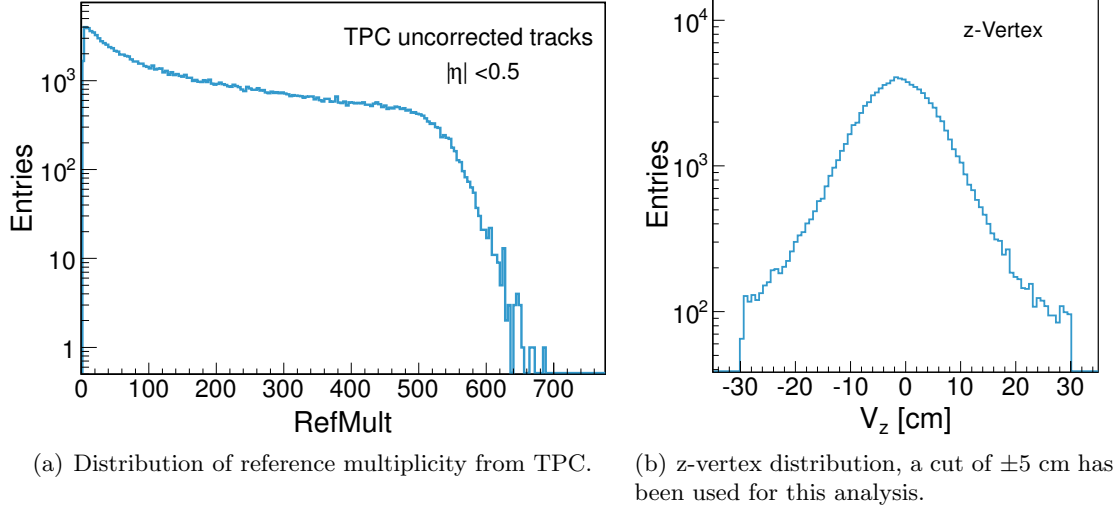 TPC uncorrected tracks
|η| <0.5
Entries
10³
10²
10
1
0 100 200 300 400 500 600 700
RefMult
(a) Distribution of reference multiplicity from TPC.
z-Vertex
Entries
10⁴
10³
10²
-30 -20 -10 0 10 20 30
V_z [cm]
(b) z-vertex distribution, a cut of ±5 cm has
been used for this analysis.